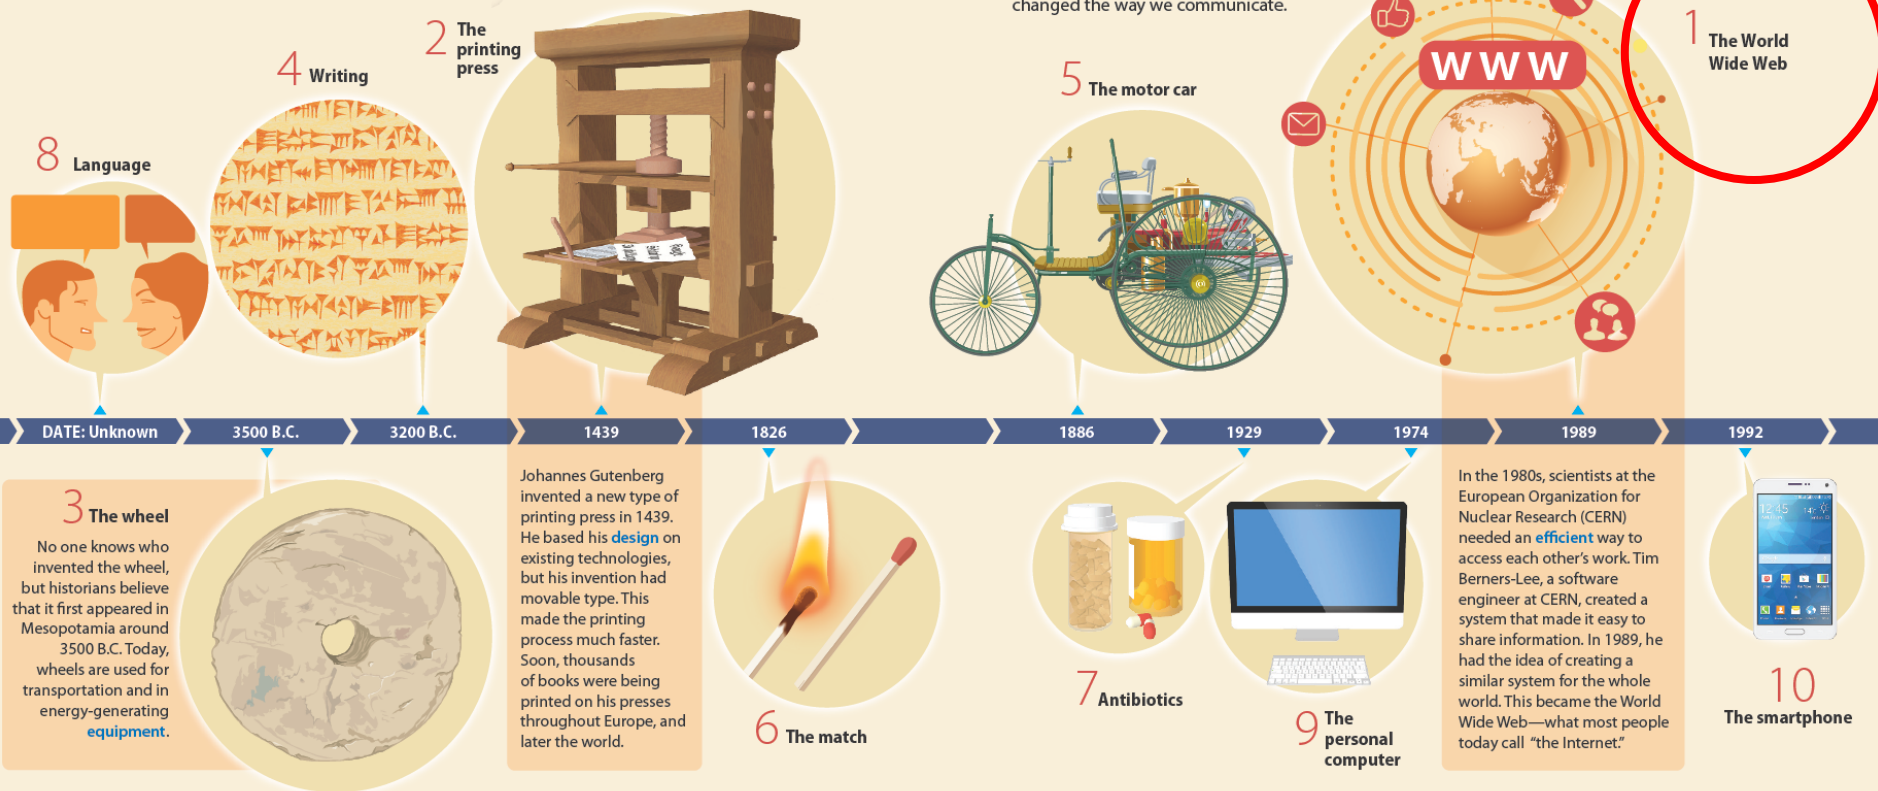 changed the way we communicate.
1 The World
Wide Web
2 The
printing
press
4 Writing
8 Language
5 The motor car
WWW
DATE: Unknown
3500 B.C.
3200 B.C.
1439
1826
1886
1929
1974
1989
1992
3 The wheel
No one knows who
invented the wheel,
but historians believe
that it first appeared in
Mesopotamia around
3500 B.C. Today,
wheels are used for
transportation and in
energy-generating
equipment.
Johannes Gutenberg
invented a new type of
printing press in 1439.
He based his design on
existing technologies,
but his invention had
movable type. This
made the printing
process much faster.
Soon, thousands
of books were being
printed on his presses
throughout Europe, and
later the world.
6 The match
7 Antibiotics
9 The
personal
computer
In the 1980s, scientists at the
European Organization for
Nuclear Research (CERN)
needed an efficient way to
access each other's work. Tim
Berners-Lee, a software
engineer at CERN, created a
system that made it easy to
share information. In 1989, he
had the idea of creating a
similar system for the whole
world. This became the World
Wide Web—what most people
today call "the Internet."
12:45
10
The smartphone